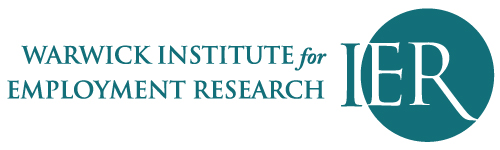 WARWICK INSTITUTE for
EMPLOYMENT RESEARCH
IER